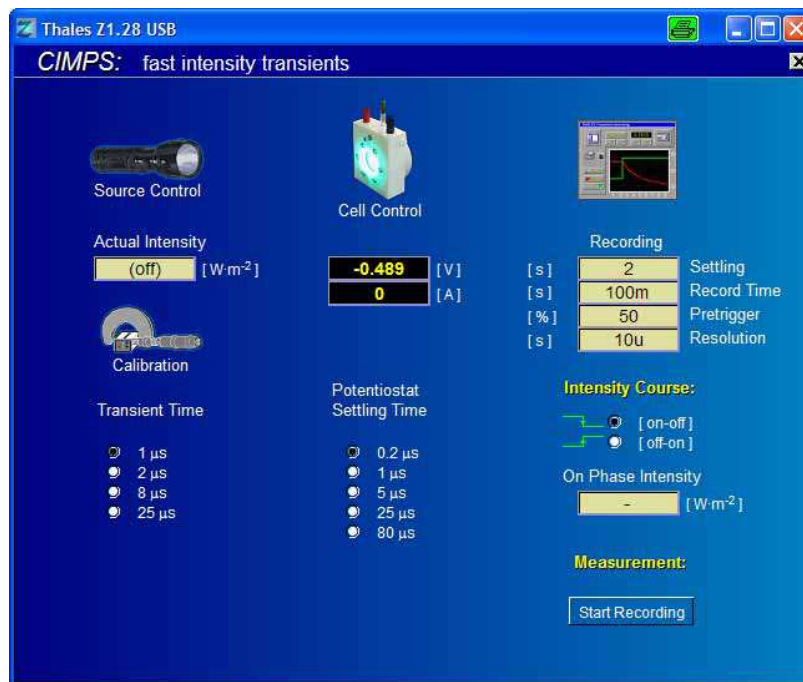 Thales Z1.28 USB
CIMPS: fast intensity transients
Source Control
Cell Control
Actual Intensity
(off) [W·m-2]
Calibration
Transient Time
1 µs
2 µs
8 µs
25 µs
-0.489 [V]
0 [A]
Potentiostat
Settling Time
0.2 µs
1 µs
5 µs
25 µs
80 µs
Recording
[s] 2 Settling
[s] 100m Record Time
[%] 50 Pretrigger
[s] 10u Resolution
Intensity Course:
[on-off]
[off-on]
On Phase Intensity
- [W·m-2]
Measurement:
Start Recording